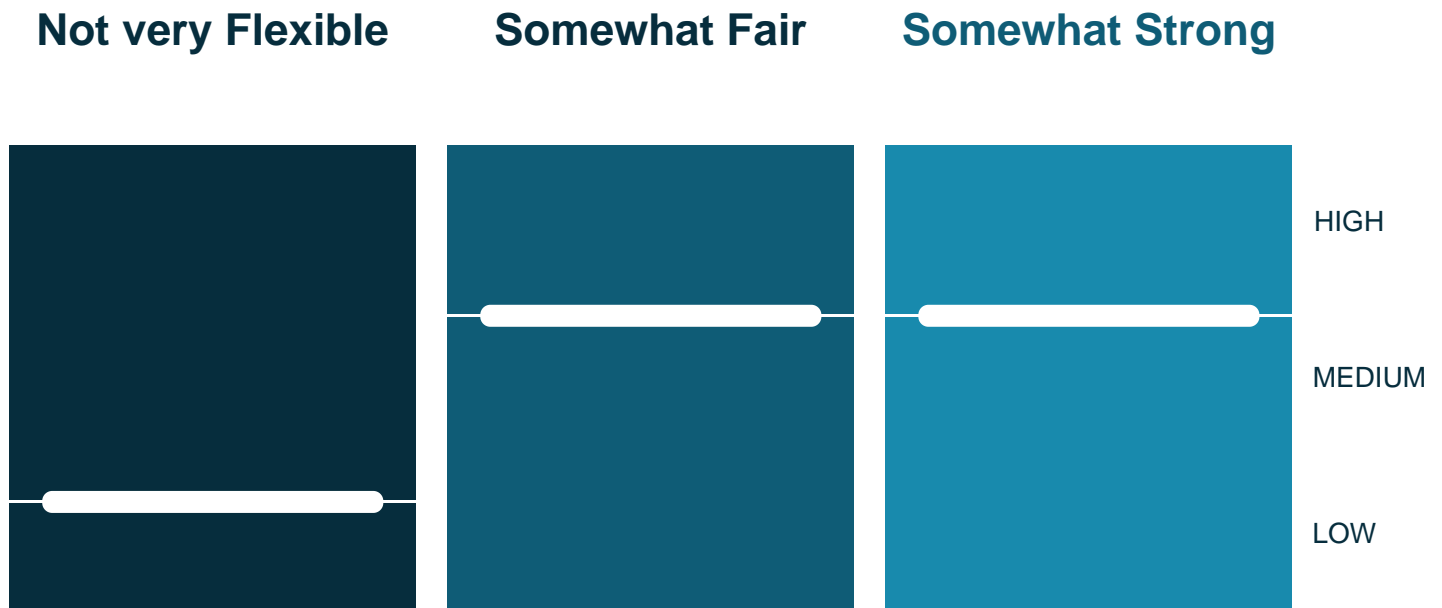 Not very Flexible
Somewhat Fair
Somewhat Strong
HIGH
MEDIUM
LOW